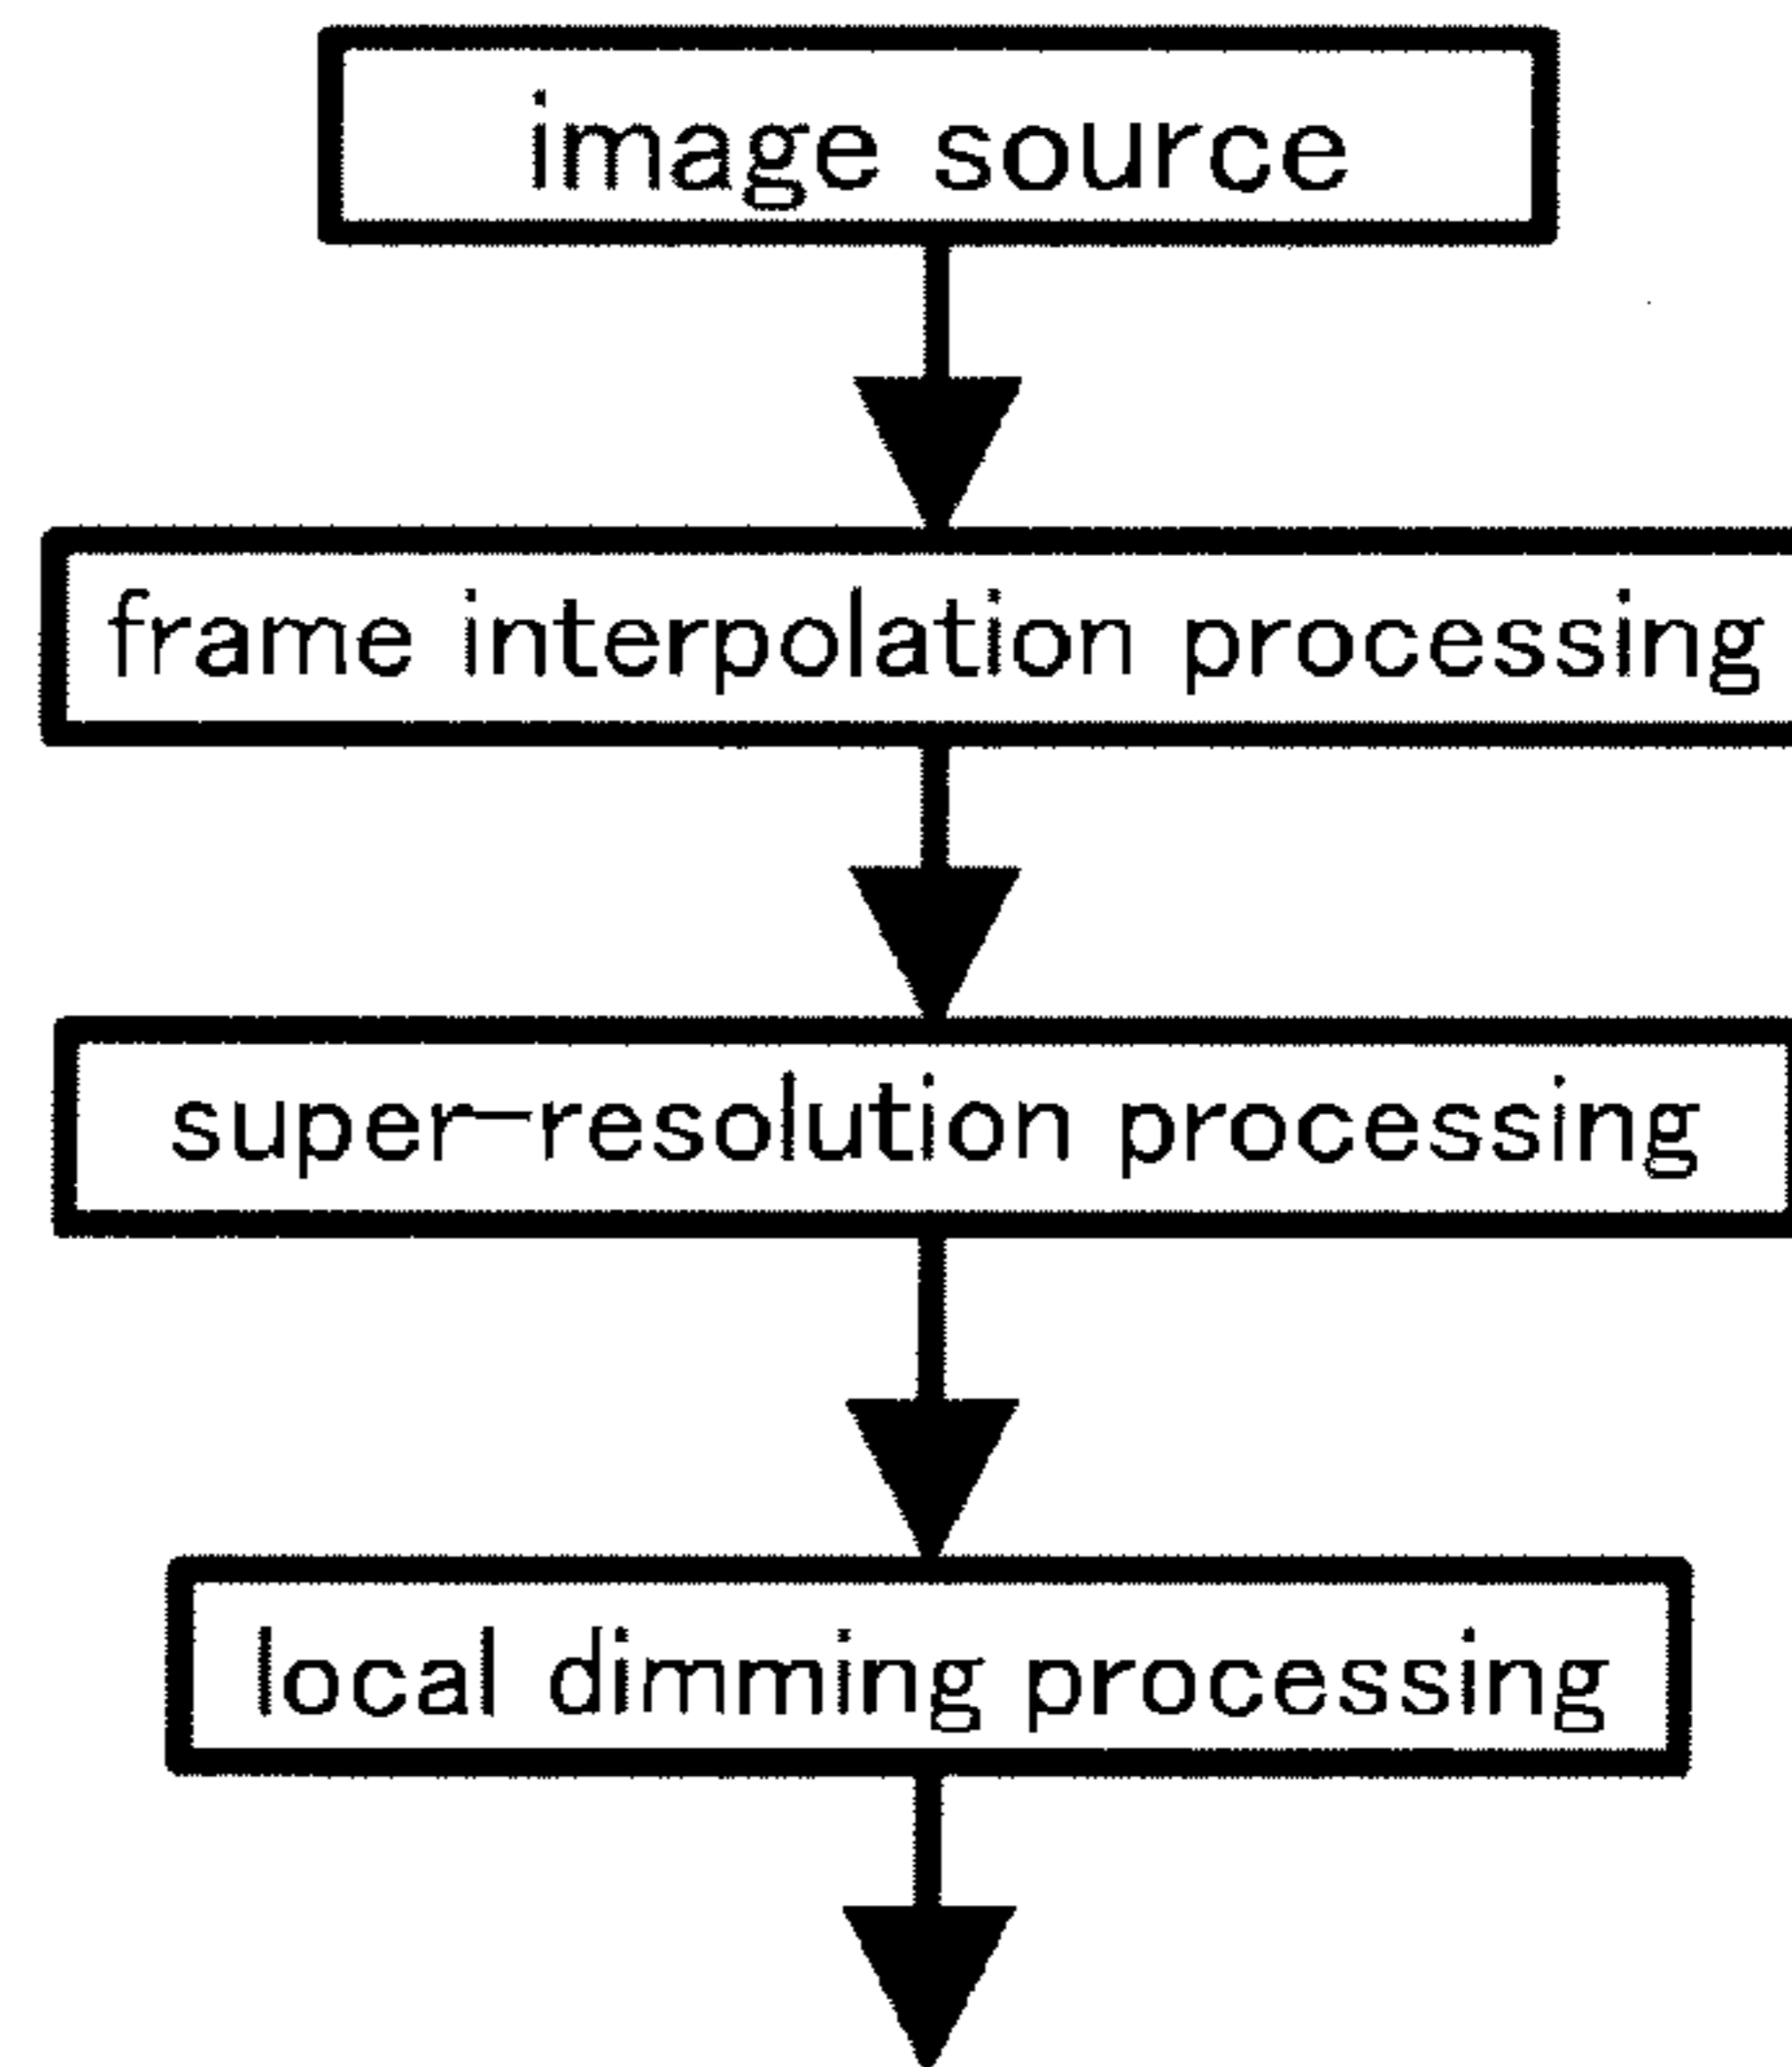 image source
frame interpolation processing
super-resolution processing
local dimming processing